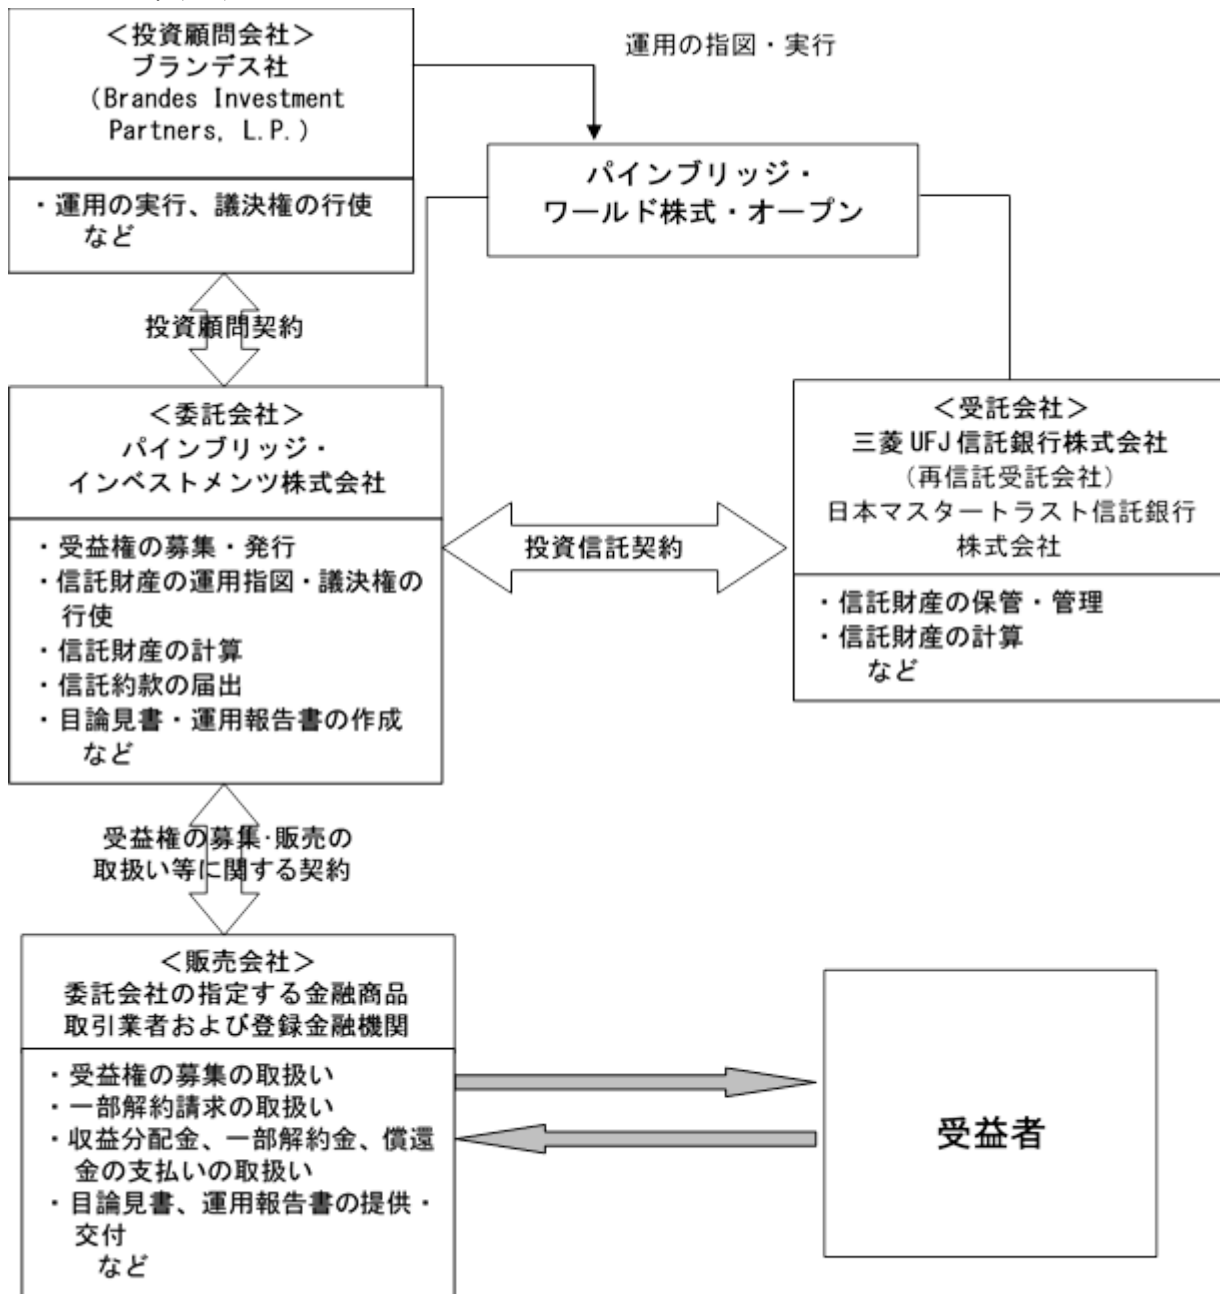 ＜投資顧問会社＞
ブランデス社
(Brandes Investment
Partners, L.P.)
・運用の実行、議決権の行使
など
運用の指図・実行
パインブリッジ・
ワールド株式・オープン
投資顧問契約
＜委託会社＞
パインブリッジ・
インベストメンツ株式会社
・受益権の募集・発行
・信託財産の運用指図・議決権の
行使
・信託財産の計算
・信託約款の届出
・目論見書・運用報告書の作成
など
投資信託契約
＜受託会社＞
三菱UFJ信託銀行株式会社
（再信託受託会社）
日本マスタートラスト信託銀行
株式会社
・信託財産の保管・管理
・信託財産の計算
など
受益権の募集･販売の
取扱い等に関する契約
＜販売会社＞
委託会社の指定する金融商品
取引業者および登録金融機関
・受益権の募集の取扱い
・一部解約請求の取扱い
・収益分配金、一部解約金、償還
金の支払いの取扱い
・目論見書、運用報告書の提供・
交付
など
受益者